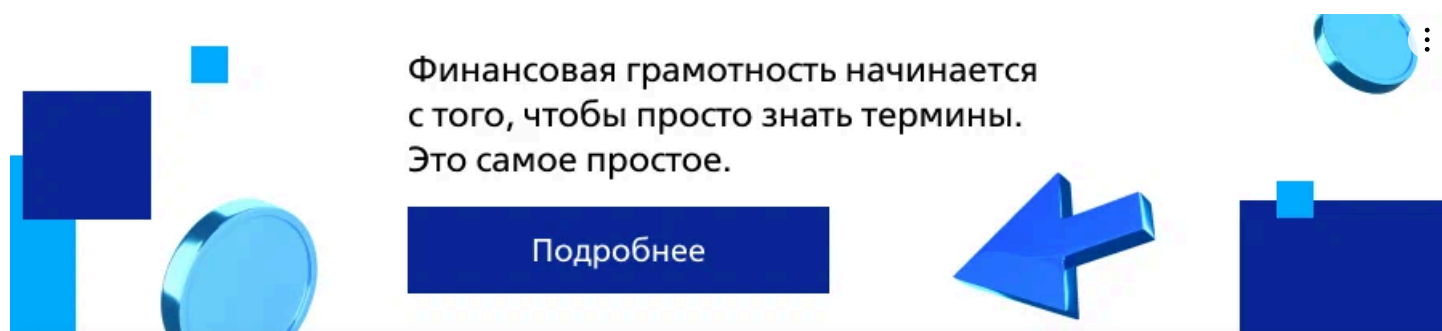 Финансовая грамотность начинается
с того, чтобы просто знать термины.
Это самое простое.
Подробнее